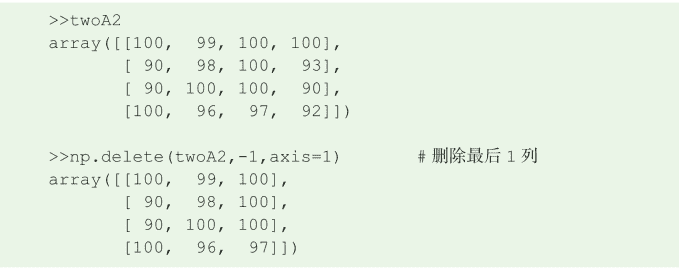 >>twoA2
array([[100,  99, 100, 100],
       [ 90,  98, 100,  93],
       [ 90, 100, 100,  90],
       [100,  96,  97,  92]])
>>np.delete(twoA2,-1,axis=1)        # 删除最后 1 列
array([[100,  99, 100],
       [ 90,  98, 100],
       [ 90, 100, 100],
       [100,  96,  97]])